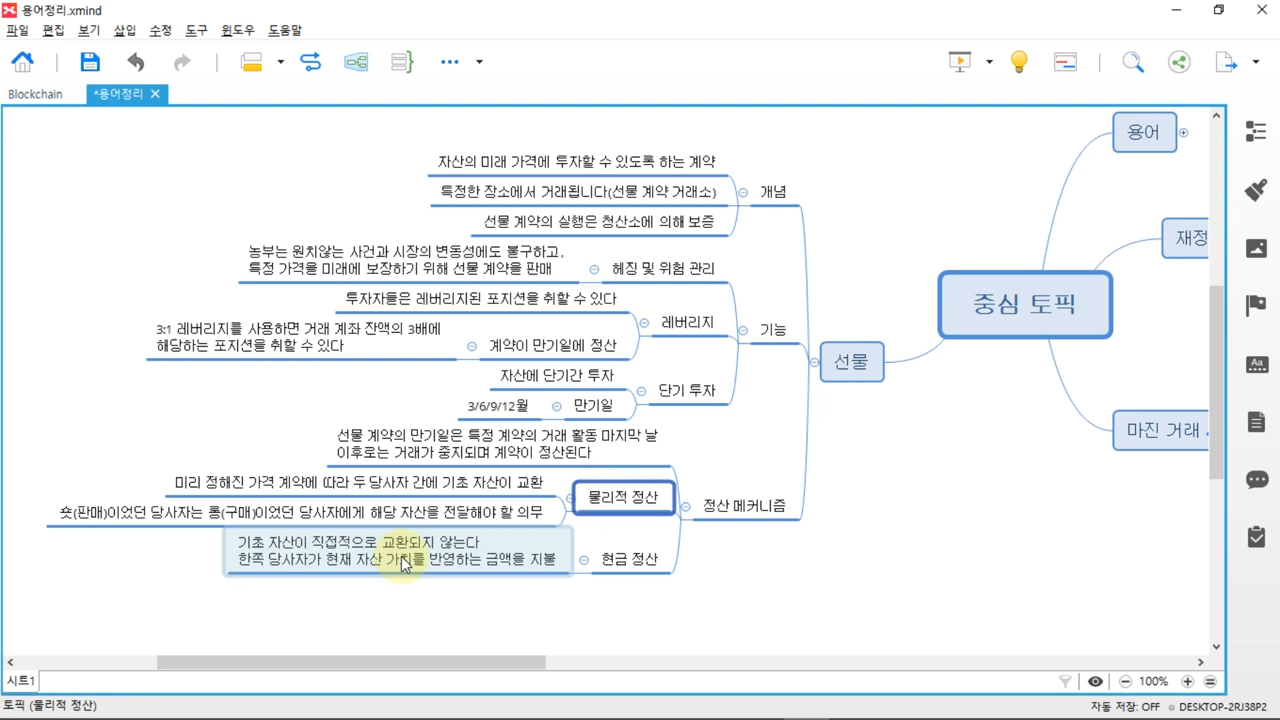 용어정리.xmind
파일 편집 보기 삽입 수정 도구 윈도우 도움말
Blockchain *용어정리
용어
자산의 미래 가격에 투자할 수 있도록 하는 계약
특정한 장소에서 거래됩니다(선물 계약 거래소)
개념
선물 계약의 실행은 청산소에 의해 보증
재정
농부는 원치않는 사건과 시장의 변동성에도 불구하고,
특정 가격을 미래에 보장하기 위해 선물 계약을 판매
헤징 및 위험 관리
투자자들은 레버리지된 포지션을 취할 수 있다
중심 토픽
레버리지
기능
3:1 레버리지를 사용하면 거래 계좌 잔액의 3배에
해당하는 포지션을 취할 수 있다
계약이 만기일에 정산
선물
자산에 단기간 투자
단기 투자
3/6/9/12월
만기일
마진 거래
선물 계약의 만기일은 특정 계약의 거래 활동 마지막 날
이후로는 거래가 중지되며 계약이 정산된다
미리 정해진 가격 계약에 따라 두 당사자 간에 기초 자산이 교환
물리적 정산
정산 메커니즘
숏(판매)이었던 당사자는 롱(구매)이었던 당사자에게 해당 자산을 전달해야 할 의무
기초 자산이 직접적으로 교환되지 않는다
한쪽 당사자가 현재 자산 가치를 반영하는 금액을 지불
현금 정산
시트1
100%
토픽 (물리적 정산)
자동 저장: OFF
DESKTOP-2RJ38P2